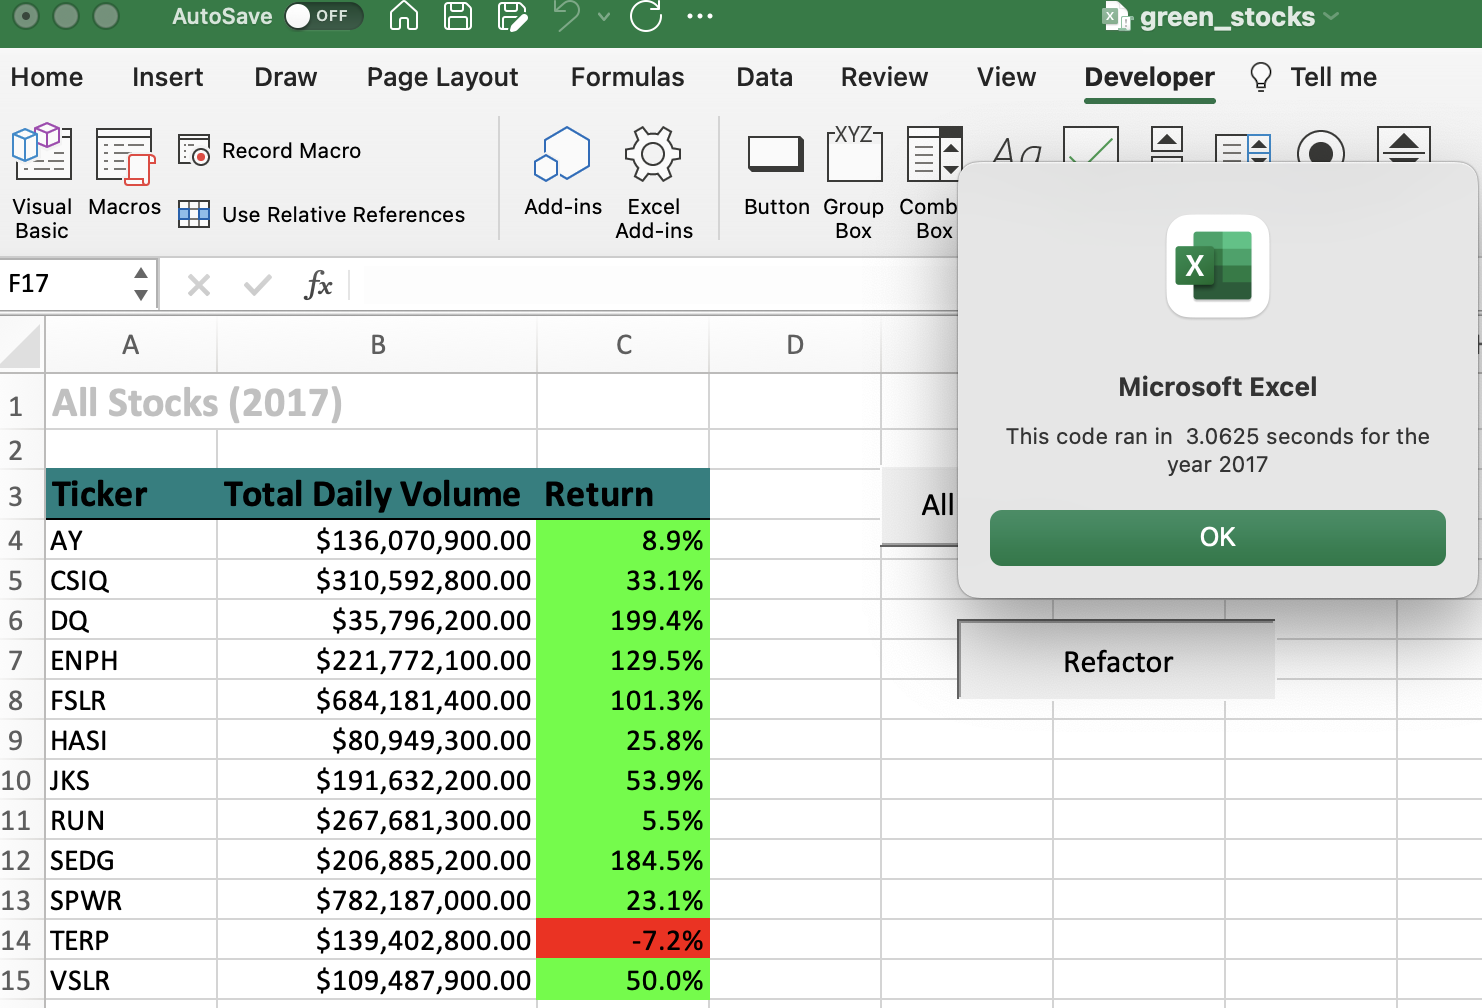 AutoSave OFF green_stocks
Home Insert Draw Page Layout Formulas Data Review View Developer Tell me
Visual Basic
Macros
Record Macro
Use Relative References
Add-ins
Excel Add-ins
Button
XYZ
Group Box
Comb
Box
Aa
F17 fx
A B C D
1 All Stocks (2017)
2
3 Ticker Total Daily Volume Return
4 AY $136,070,900.00 8.9%
5 CSIQ $310,592,800.00 33.1%
6 DQ $35,796,200.00 199.4%
7 ENPH $221,772,100.00 129.5%
8 FSLR $684,181,400.00 101.3%
9 HASI $80,949,300.00 25.8%
10 JKS $191,632,200.00 53.9%
11 RUN $267,681,300.00 5.5%
12 SEDG $206,885,200.00 184.5%
13 SPWR $782,187,000.00 23.1%
14 TERP $139,402,800.00 -7.2%
15 VSLR $109,487,900.00 50.0%
All
X
Microsoft Excel
This code ran in 3.0625 seconds for the
year 2017
OK
Refactor